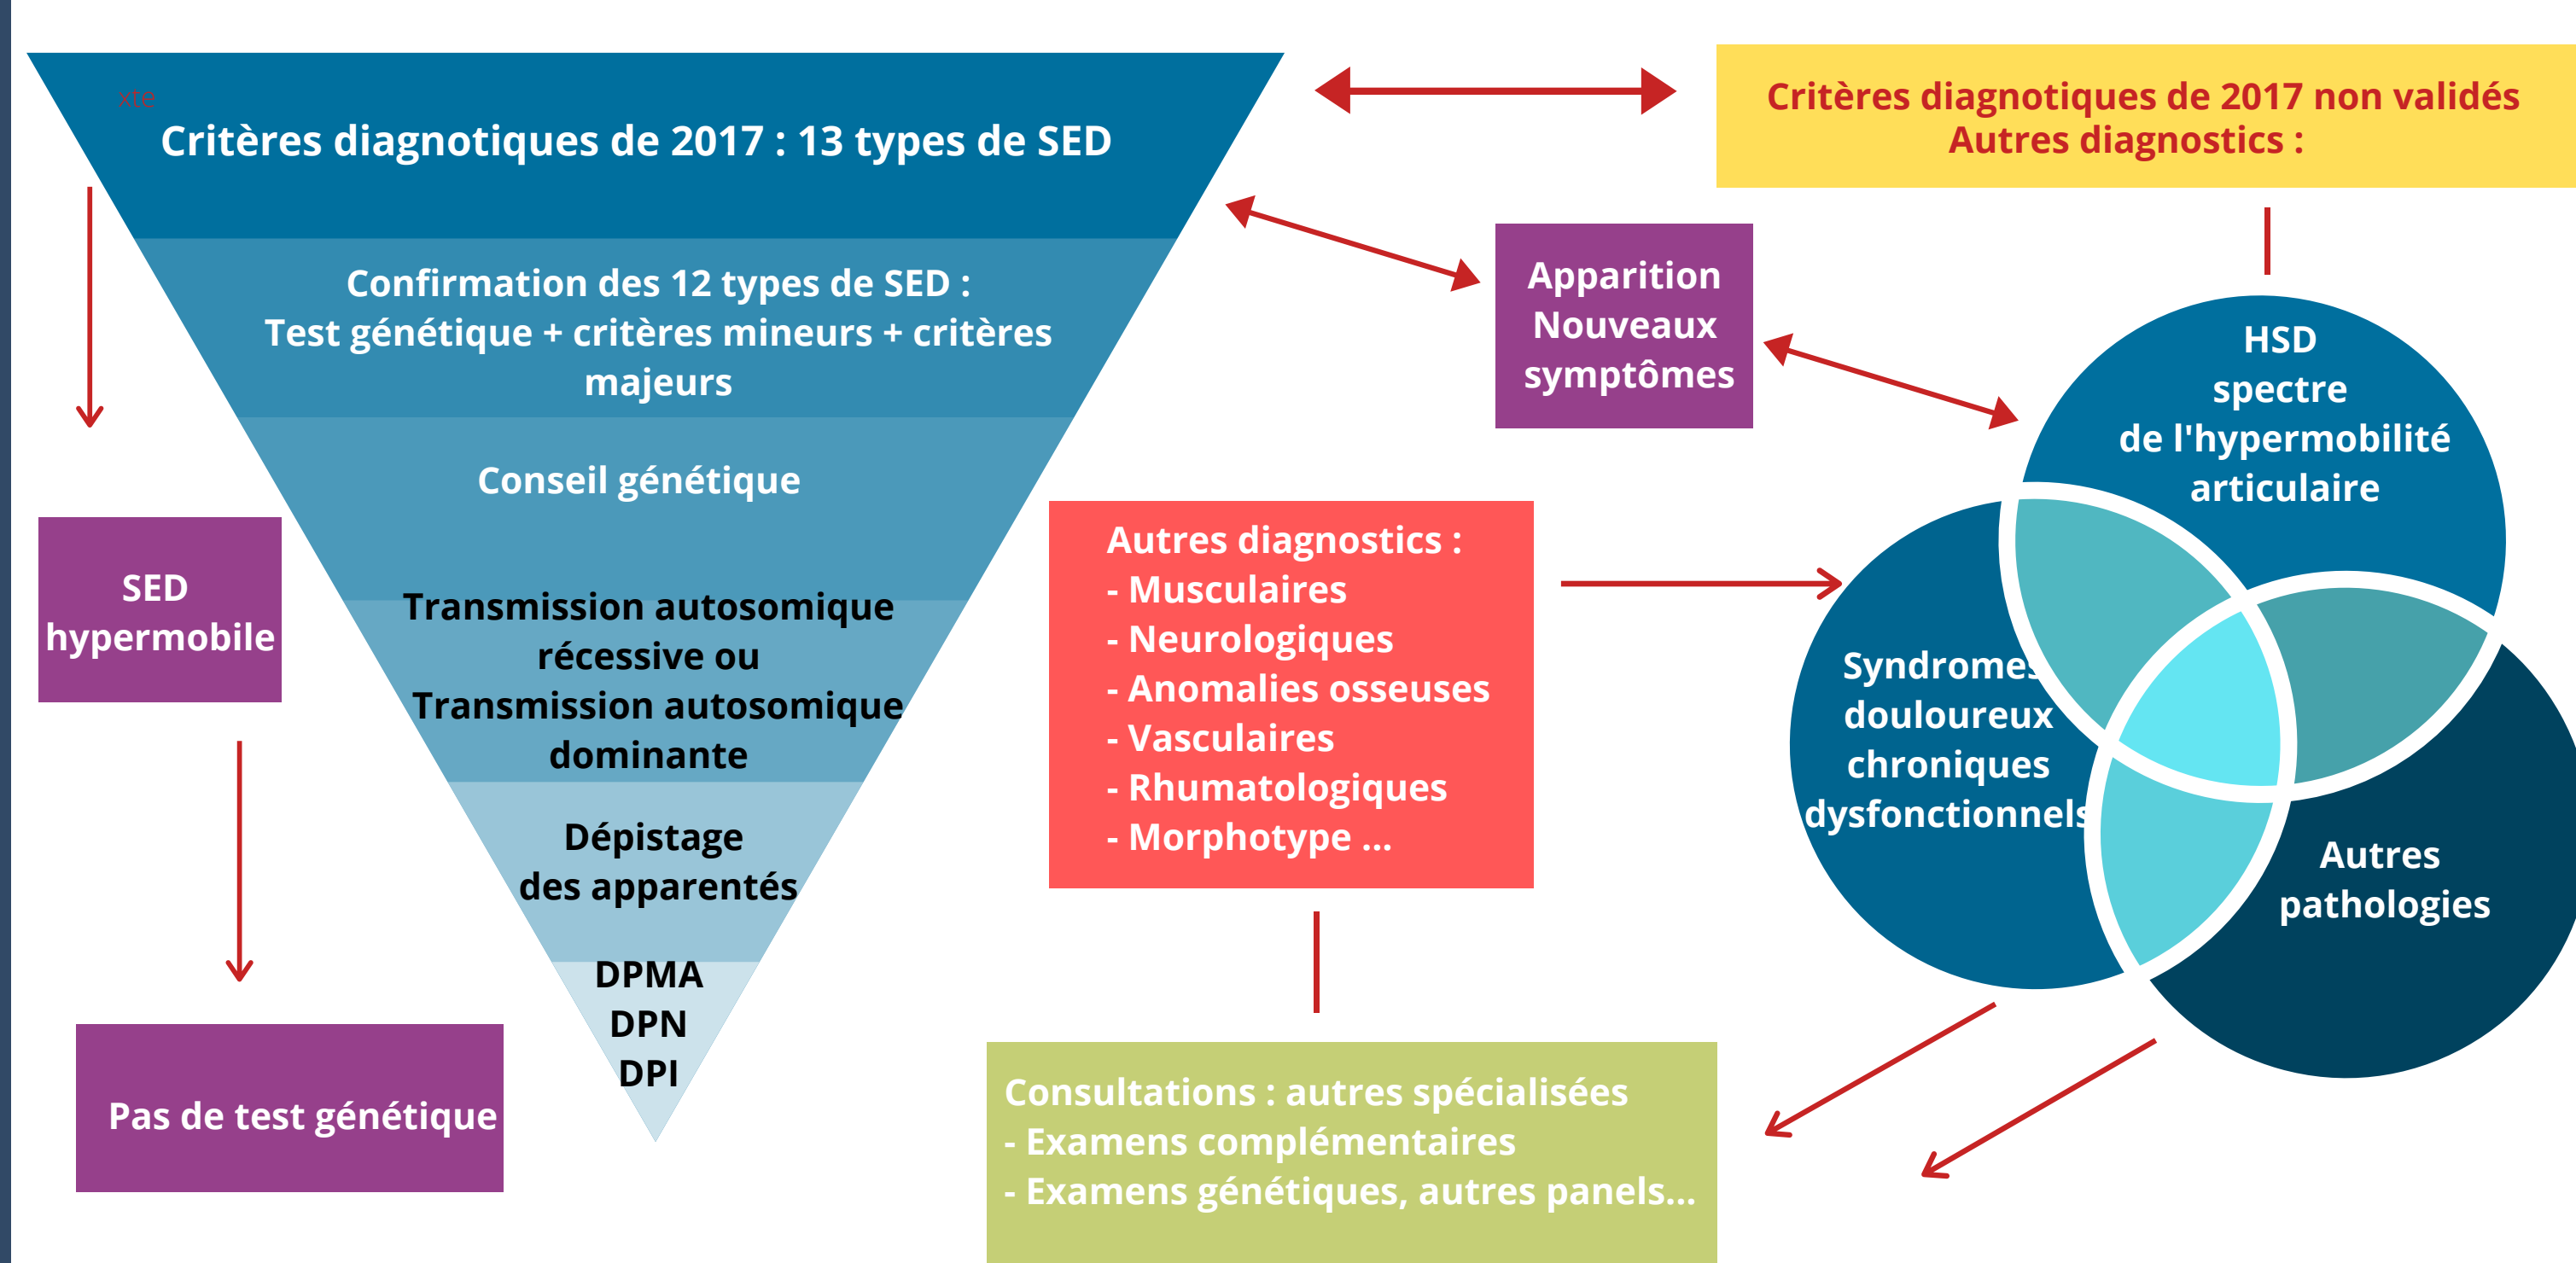 xte
Critères diagnotiques de 2017 : 13 types de SED
Confirmation des 12 types de SED :
Test génétique + critères mineurs + critères
majeurs
Conseil génétique
Transmission autosomique
récessive ou
Transmission autosomique
dominante
Dépistage
des apparentés
DPMA
DPN
DPI
SED
hypermobile
Pas de test génétique
Critères diagnotiques de 2017 non validés
Autres diagnostics :
Apparition
Nouveaux
symptômes
Autres diagnostics :
- Musculaires
- Neurologiques
- Anomalies osseuses
- Vasculaires
- Rhumatologiques
- Morphotype ...
Consultations : autres spécialisées
- Examens complémentaires
- Examens génétiques, autres panels...
HSD
spectre
de l'hypermobilité
articulaire
Syndromes
douloureux
chroniques
dysfonctionnels
Autres
pathologies